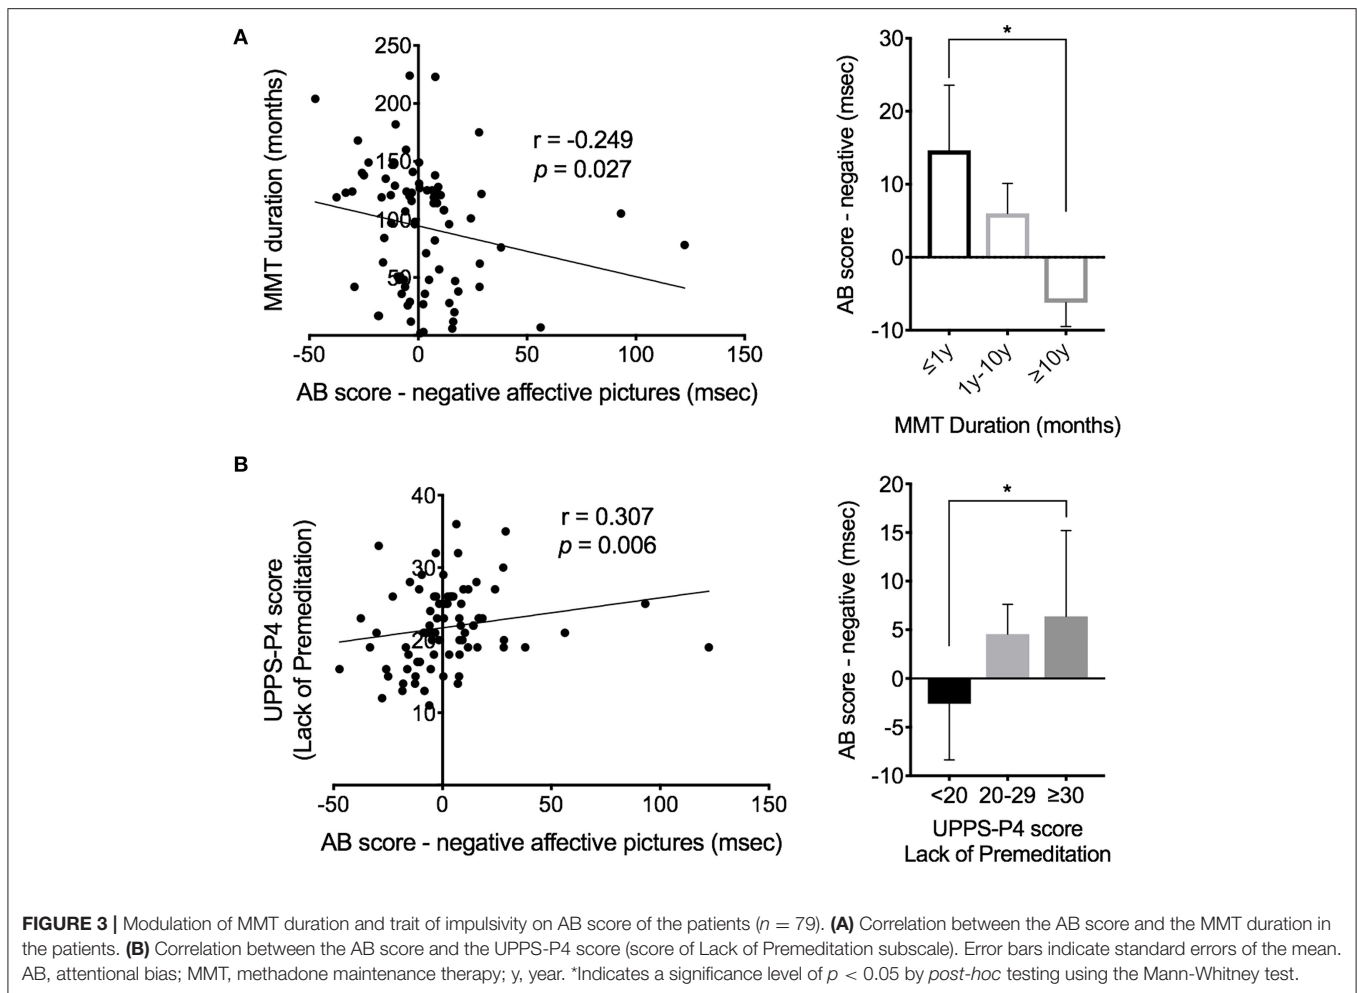 A
250
200
150
100
50
MMT duration (months)
r = -0.249
p = 0.027
-50 0 50 100 150
AB score - negative affective pictures (msec)
30
20
10
0
-10
AB score - negative (msec)
*
≤1y 1y-10y ≥10y
MMT Duration (months)
B
40
30
20
10
UPPS-P4 score
(Lack of Premeditation)
r = 0.307
p = 0.006
-50 0 50 100 150
AB score - negative affective pictures (msec)
20
15
10
5
0
-5
-10
AB score - negative (msec)
*
<20 20-29 ≥30
UPPS-P4 score
Lack of Premeditation
FIGURE 3 | Modulation of MMT duration and trait of impulsivity on AB score of the patients (n = 79). (A) Correlation between the AB score and the MMT duration in
the patients. (B) Correlation between the AB score and the UPPS-P4 score (score of Lack of Premeditation subscale). Error bars indicate standard errors of the mean.
AB, attentional bias; MMT, methadone maintenance therapy; y, year. *Indicates a significance level of p < 0.05 by post-hoc testing using the Mann-Whitney test.